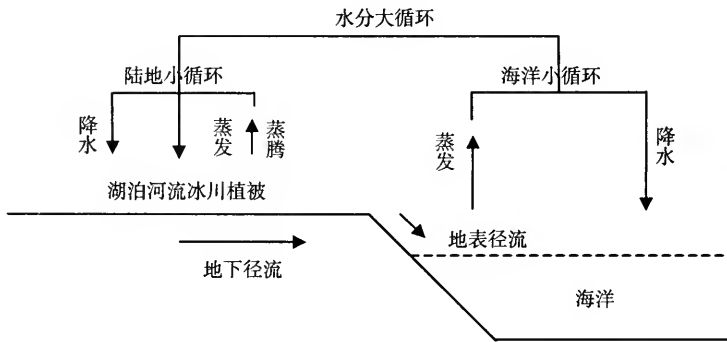 水分大循环
陆地小循环
海洋小循环
降水
蒸发
蒸腾
蒸发
降水
湖泊河流冰川植被
地表径流
地下径流
海洋